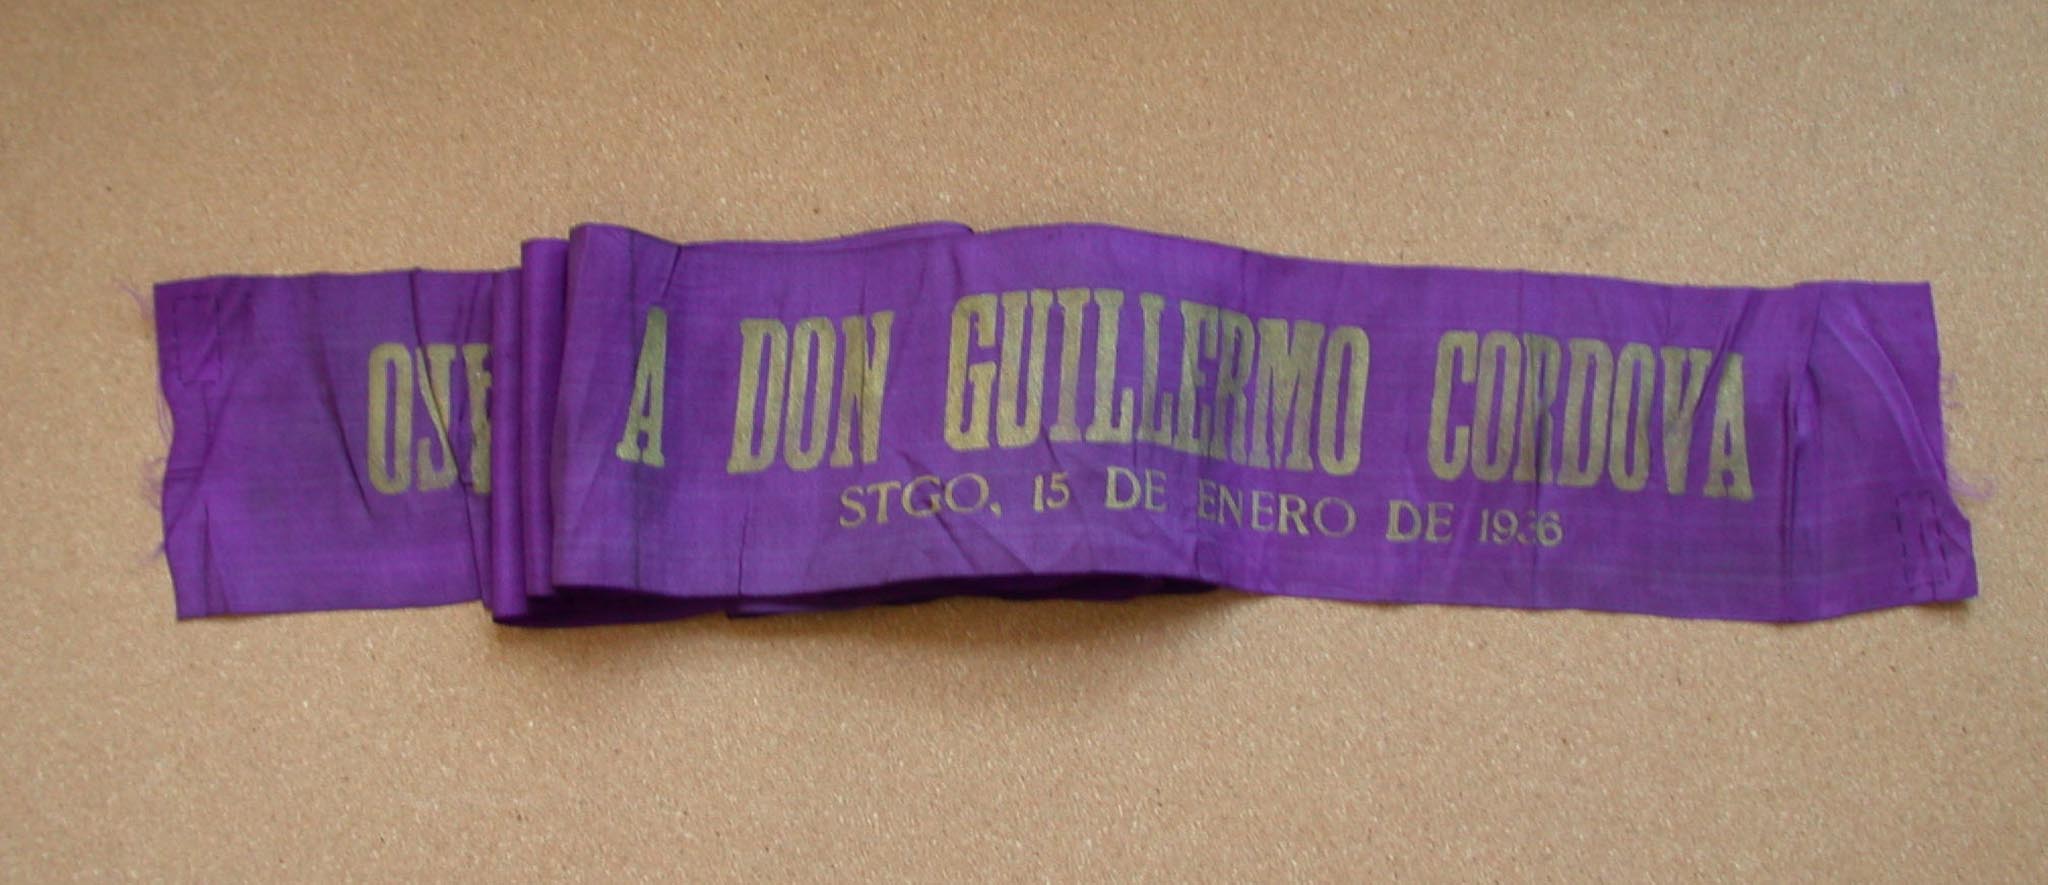 A DON GUILLERMO CORDOVA
STGO, 15 DE ENERO DE 1936